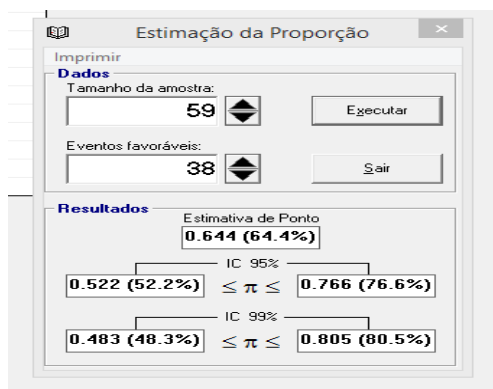 Estimação da Proporção
Imprimir
Dados
Tamanho da amostra:
59
Executar
Eventos favoráveis:
38
Sair
Resultados
Estimativa de Ponto
0.644 (64.4%)
IC 95%
0.522 (52.2%) ≤ π ≤ 0.766 (76.6%)
IC 99%
0.483 (48.3%) ≤ π ≤ 0.805 (80.5%)